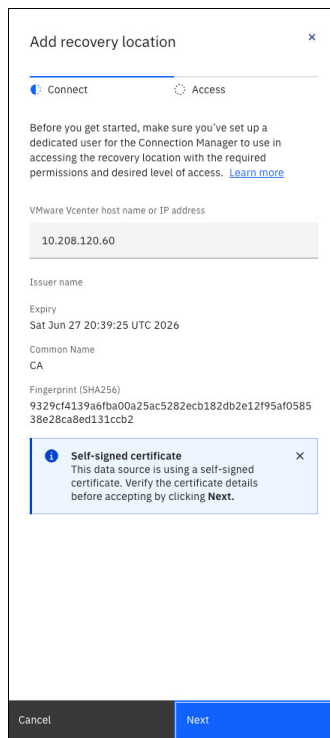 Add recovery location
Connect
Access
Before you get started, make sure you've set up a
dedicated user for the Connection Manager to use in
accessing the recovery location with the required
permissions and desired level of access. Learn more
VMware Vcenter host name or IP address
10.208.120.60
Issuer name
Expiry
Sat Jun 27 20:39:25 UTC 2026
Common Name
CA
Fingerprint (SHA256)
9329cf4139a6fba00a25ac5282ecb182db2e12f95af0585
38e28ca8ed131ccb2
Self-signed certificate
This data source is using a self-signed
certificate. Verify the certificate details
before accepting by clicking Next.
Cancel
Next